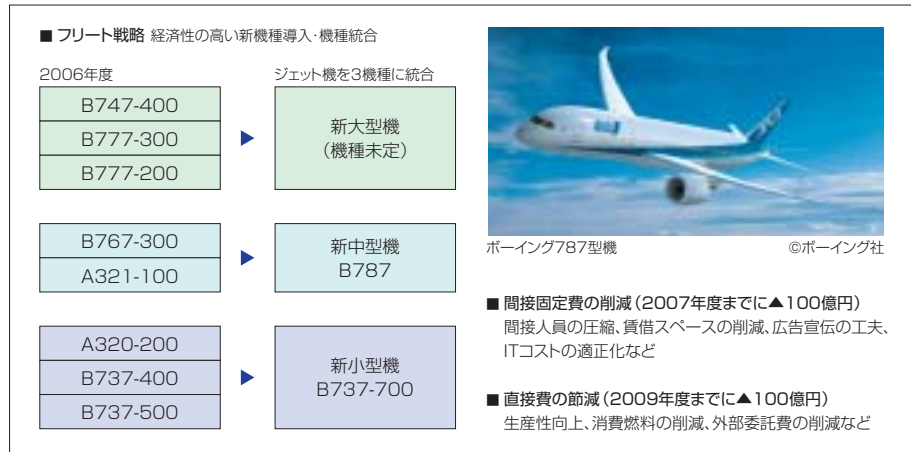 ■ フリート戦略 経済性の高い新機種導入・機種統合
2006年度
B747-400
B777-300
B777-200
B767-300
A321-100
A320-200
B737-400
B737-500
ジェット機を3機種に統合
新大型機
(機種未定)
新中型機
B787
新小型機
B737-700
ANA
ボーイング787型機 ©ボーイング社
■ 間接固定費の削減(2007年度までに▲100億円)
間接人員の圧縮、賃借スペースの削減、広告宣伝の工夫、
ITコストの適正化など
■ 直接費の節減(2009年度までに▲100億円)
生産性向上、消費燃料の削減、外部委託費の削減など